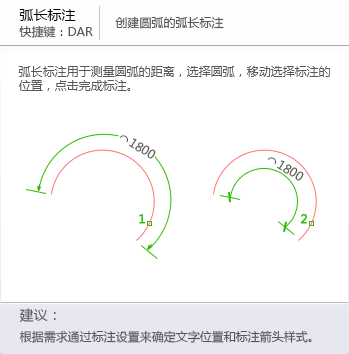 弧长标注
快捷键：DAR
创建圆弧的弧长标注
弧长标注用于测量圆弧的距离，选择圆弧，移动选择标注的
位置，点击完成标注。
⌒1800
1
⌒1800
2
建议：
根据需求通过标注设置来确定文字位置和标注箭头样式。